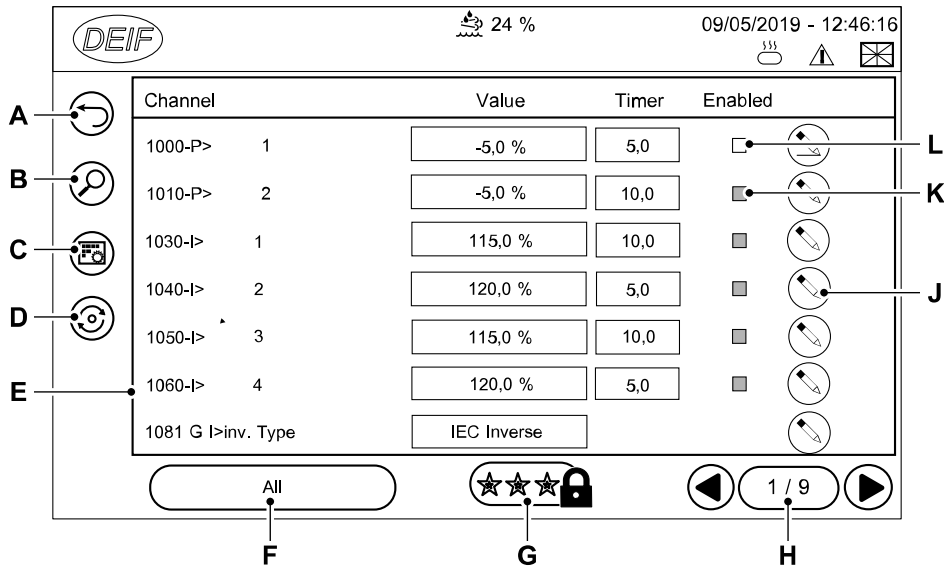 DEIF 24 % 09/05/2019 - 12:46:16
Channel Value Timer Enabled
A
1000-P> 1 -5,0 % 5,0 L
B
1010-P> 2 -5,0 % 10,0 K
C
1030-I> 1 115,0 % 10,0
1040-I> 2 120,0 % 5,0 J
D
1050-I> 3 115,0 % 10,0
E
1060-I> 4 120,0 % 5,0
1081 G I>inv. Type IEC Inverse
All 1 / 9
F G H